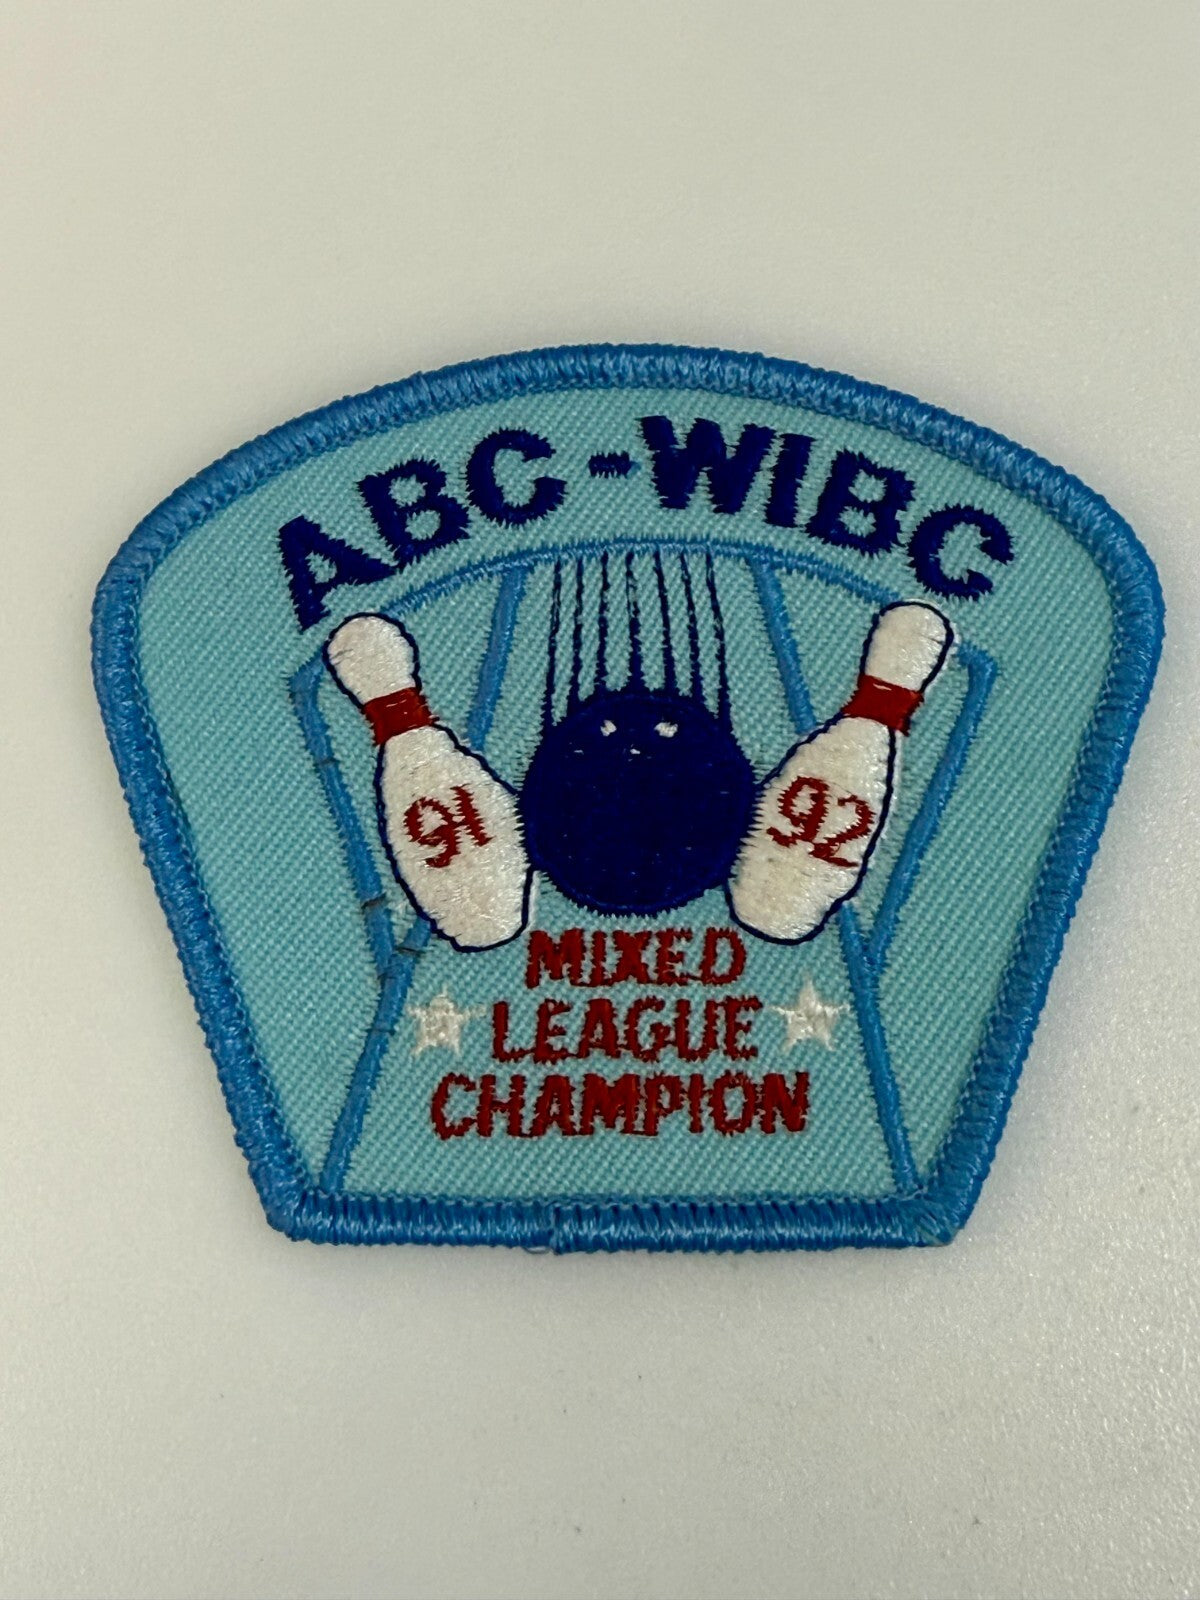 ABC-WIBC
91 92
MIXED
LEAGUE
CHAMPION